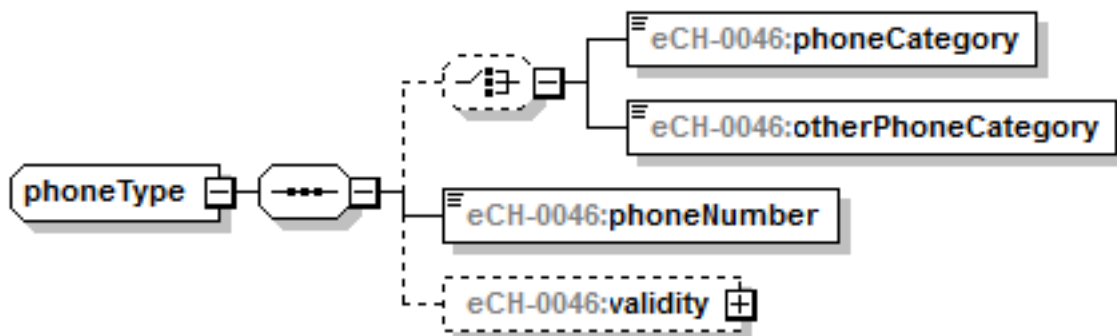 eCH-0046:phoneCategory
eCH-0046:otherPhoneCategory
phoneType
eCH-0046:phoneNumber
eCH-0046:validity